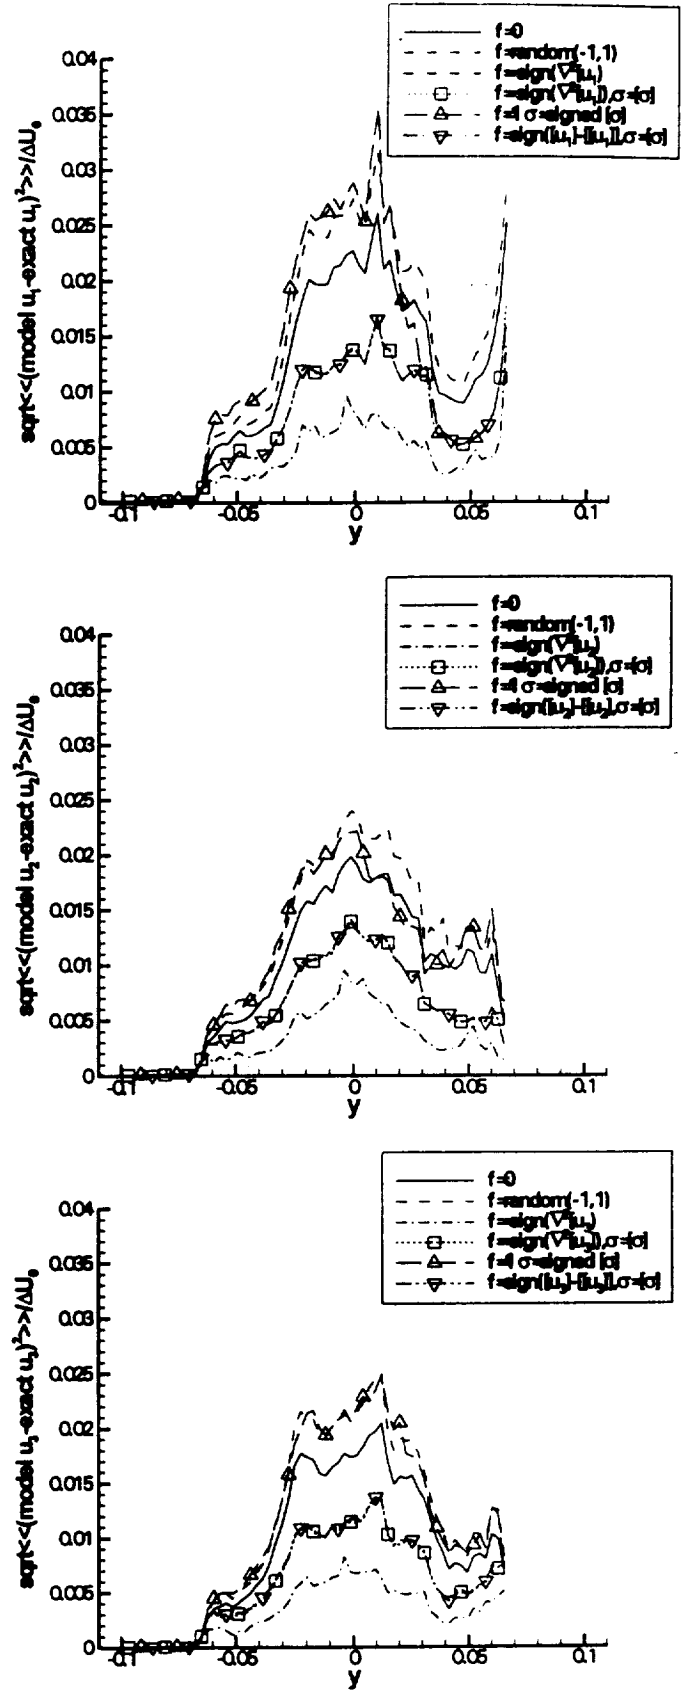 f=0
f=random(-1,1)
f=sign(∇²[u₁)
f=sign(∇²[u₁]),σ=[σ]
f=1 σ=signed [σ]
f=sign([u₁]-[[u₁]],σ=[σ]
sqrt<<(model u₁-exact u₁)²>>/ΔU₀
0.04
0.035
0.03
0.025
0.02
0.015
0.01
0.005
0
-0.1 -0.05 0 0.05 0.1
y
f=0
f=random(-1,1)
f=sign(∇²[u₂)
f=sign(∇²[u₂]),σ=[σ]
f=1 σ=signed [σ]
f=sign([u₂]-[[u₂],σ=[σ]
sqrt<<(model u₂-exact u₂)²>>/ΔU₀
0.04
0.035
0.03
0.025
0.02
0.015
0.01
0.005
0
-0.1 -0.05 0 0.05 0.1
y
f=0
f=random(-1,1)
f=sign(∇²[u₃)
f=sign(∇²[u₃]),σ=[σ]
f=1 σ=signed [σ]
f=sign([u₃]-[[u₃]],σ=[σ]
sqrt<<(model u₃-exact u₃)²>>/ΔU₀
0.04
0.035
0.03
0.025
0.02
0.015
0.01
0.005
0
-0.1 -0.05 0 0.05 0.1
y